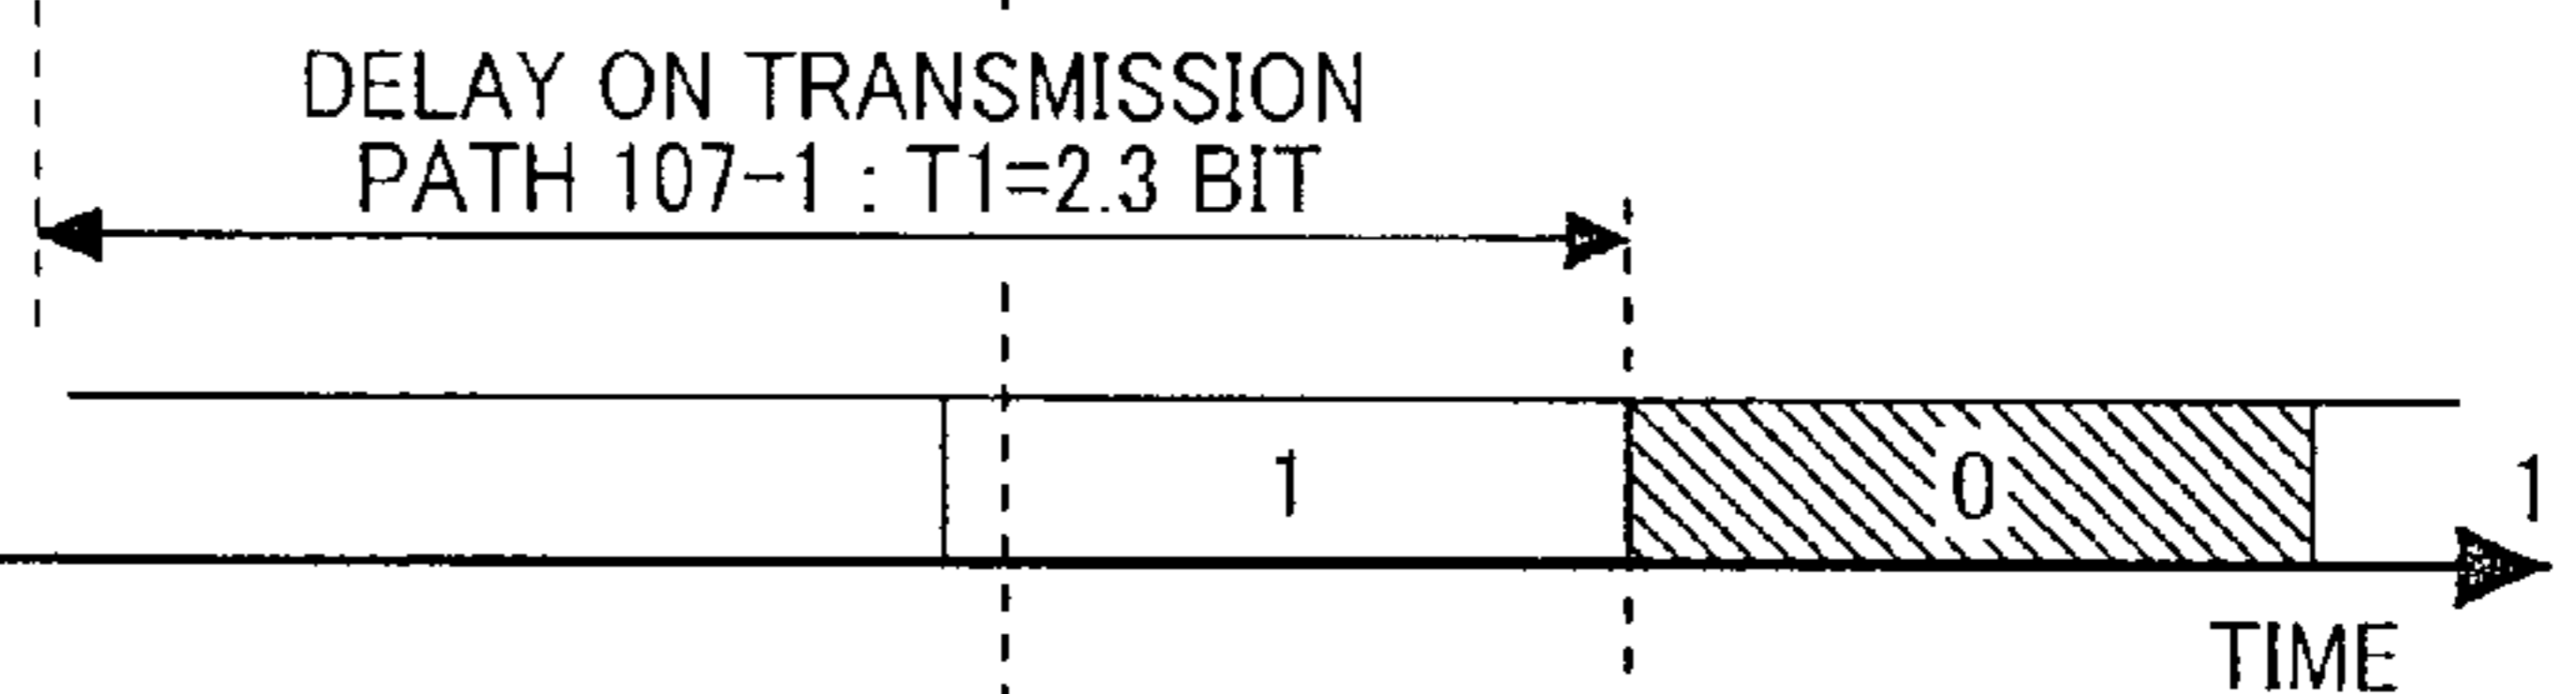 DELAY ON TRANSMISSION
PATH 107-1 : T1=2.3 BIT
1
0
1
TIME